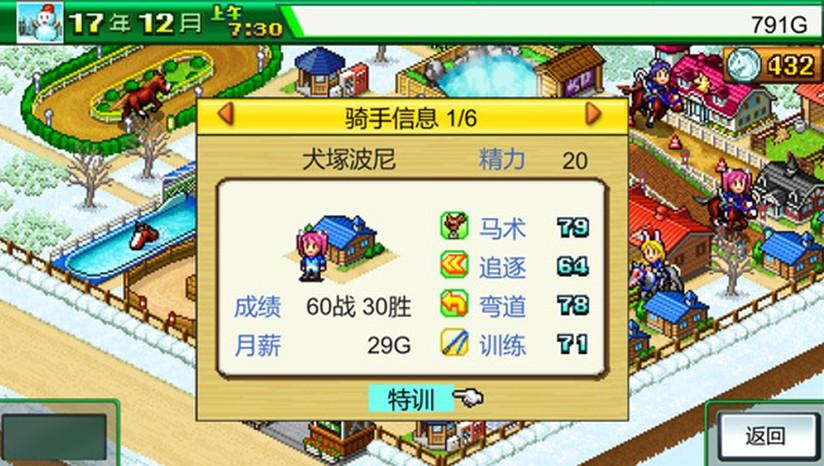 17年12月 上午 7:30
791G
432
骑手信息 1/6
犬塚波尼 精力 20
马术 79
追逐 64
成绩 60战 30胜 弯道 78
月薪 29G 训练 71
特训
返回